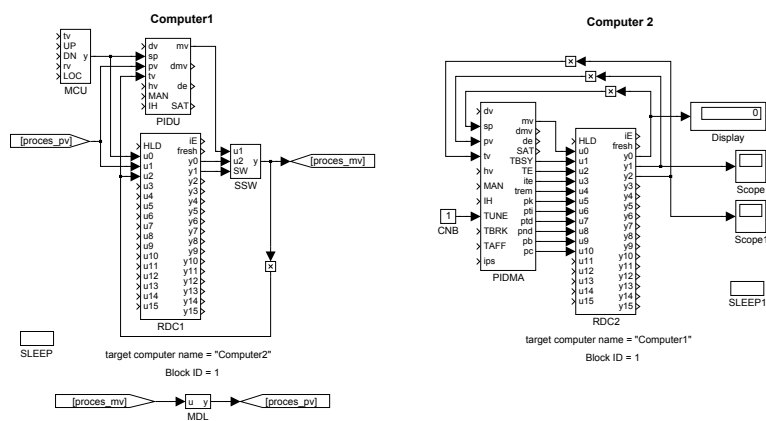 Computer1
tv
UP
DN y
rv
LOC
MCU
dv mv
sp
pv dmv
tv
hv de
MAN
IH SAT
PIDU
[proces_pv]
HLD iE
fresh
u0 y0
u1 y1
u2 y2
u3 y3
u4 y4
u5 y5
u6 y6
u7 y7
u8 y8
u9 y9
u10 y10
u11 y11
u12 y12
u13 y13
u14 y14
u15 y15
RDC1
u1
u2 y
SW
SSW
[proces_mv]
SLEEP
target computer name = "Computer2"
Block ID = 1
[proces_mv]
u y
MDL
[proces_pv]
Computer 2
dv
sp
pv
tv
hv
MAN
IH
TUNE
TBRK
TAFF
ips
mv
dmv
de
SAT
TBSY
TE
ite
trem
pk
pti
ptd
pnd
pb
pc
PIDMA
1
CNB
HLD iE
fresh
u0 y0
u1 y1
u2 y2
u3 y3
u4 y4
u5 y5
u6 y6
u7 y7
u8 y8
u9 y9
u10 y10
u11 y11
u12 y12
u13 y13
u14 y14
u15 y15
RDC2
0
Display
Scope
Scope1
SLEEP1
target computer name = "Computer1"
Block ID = 1